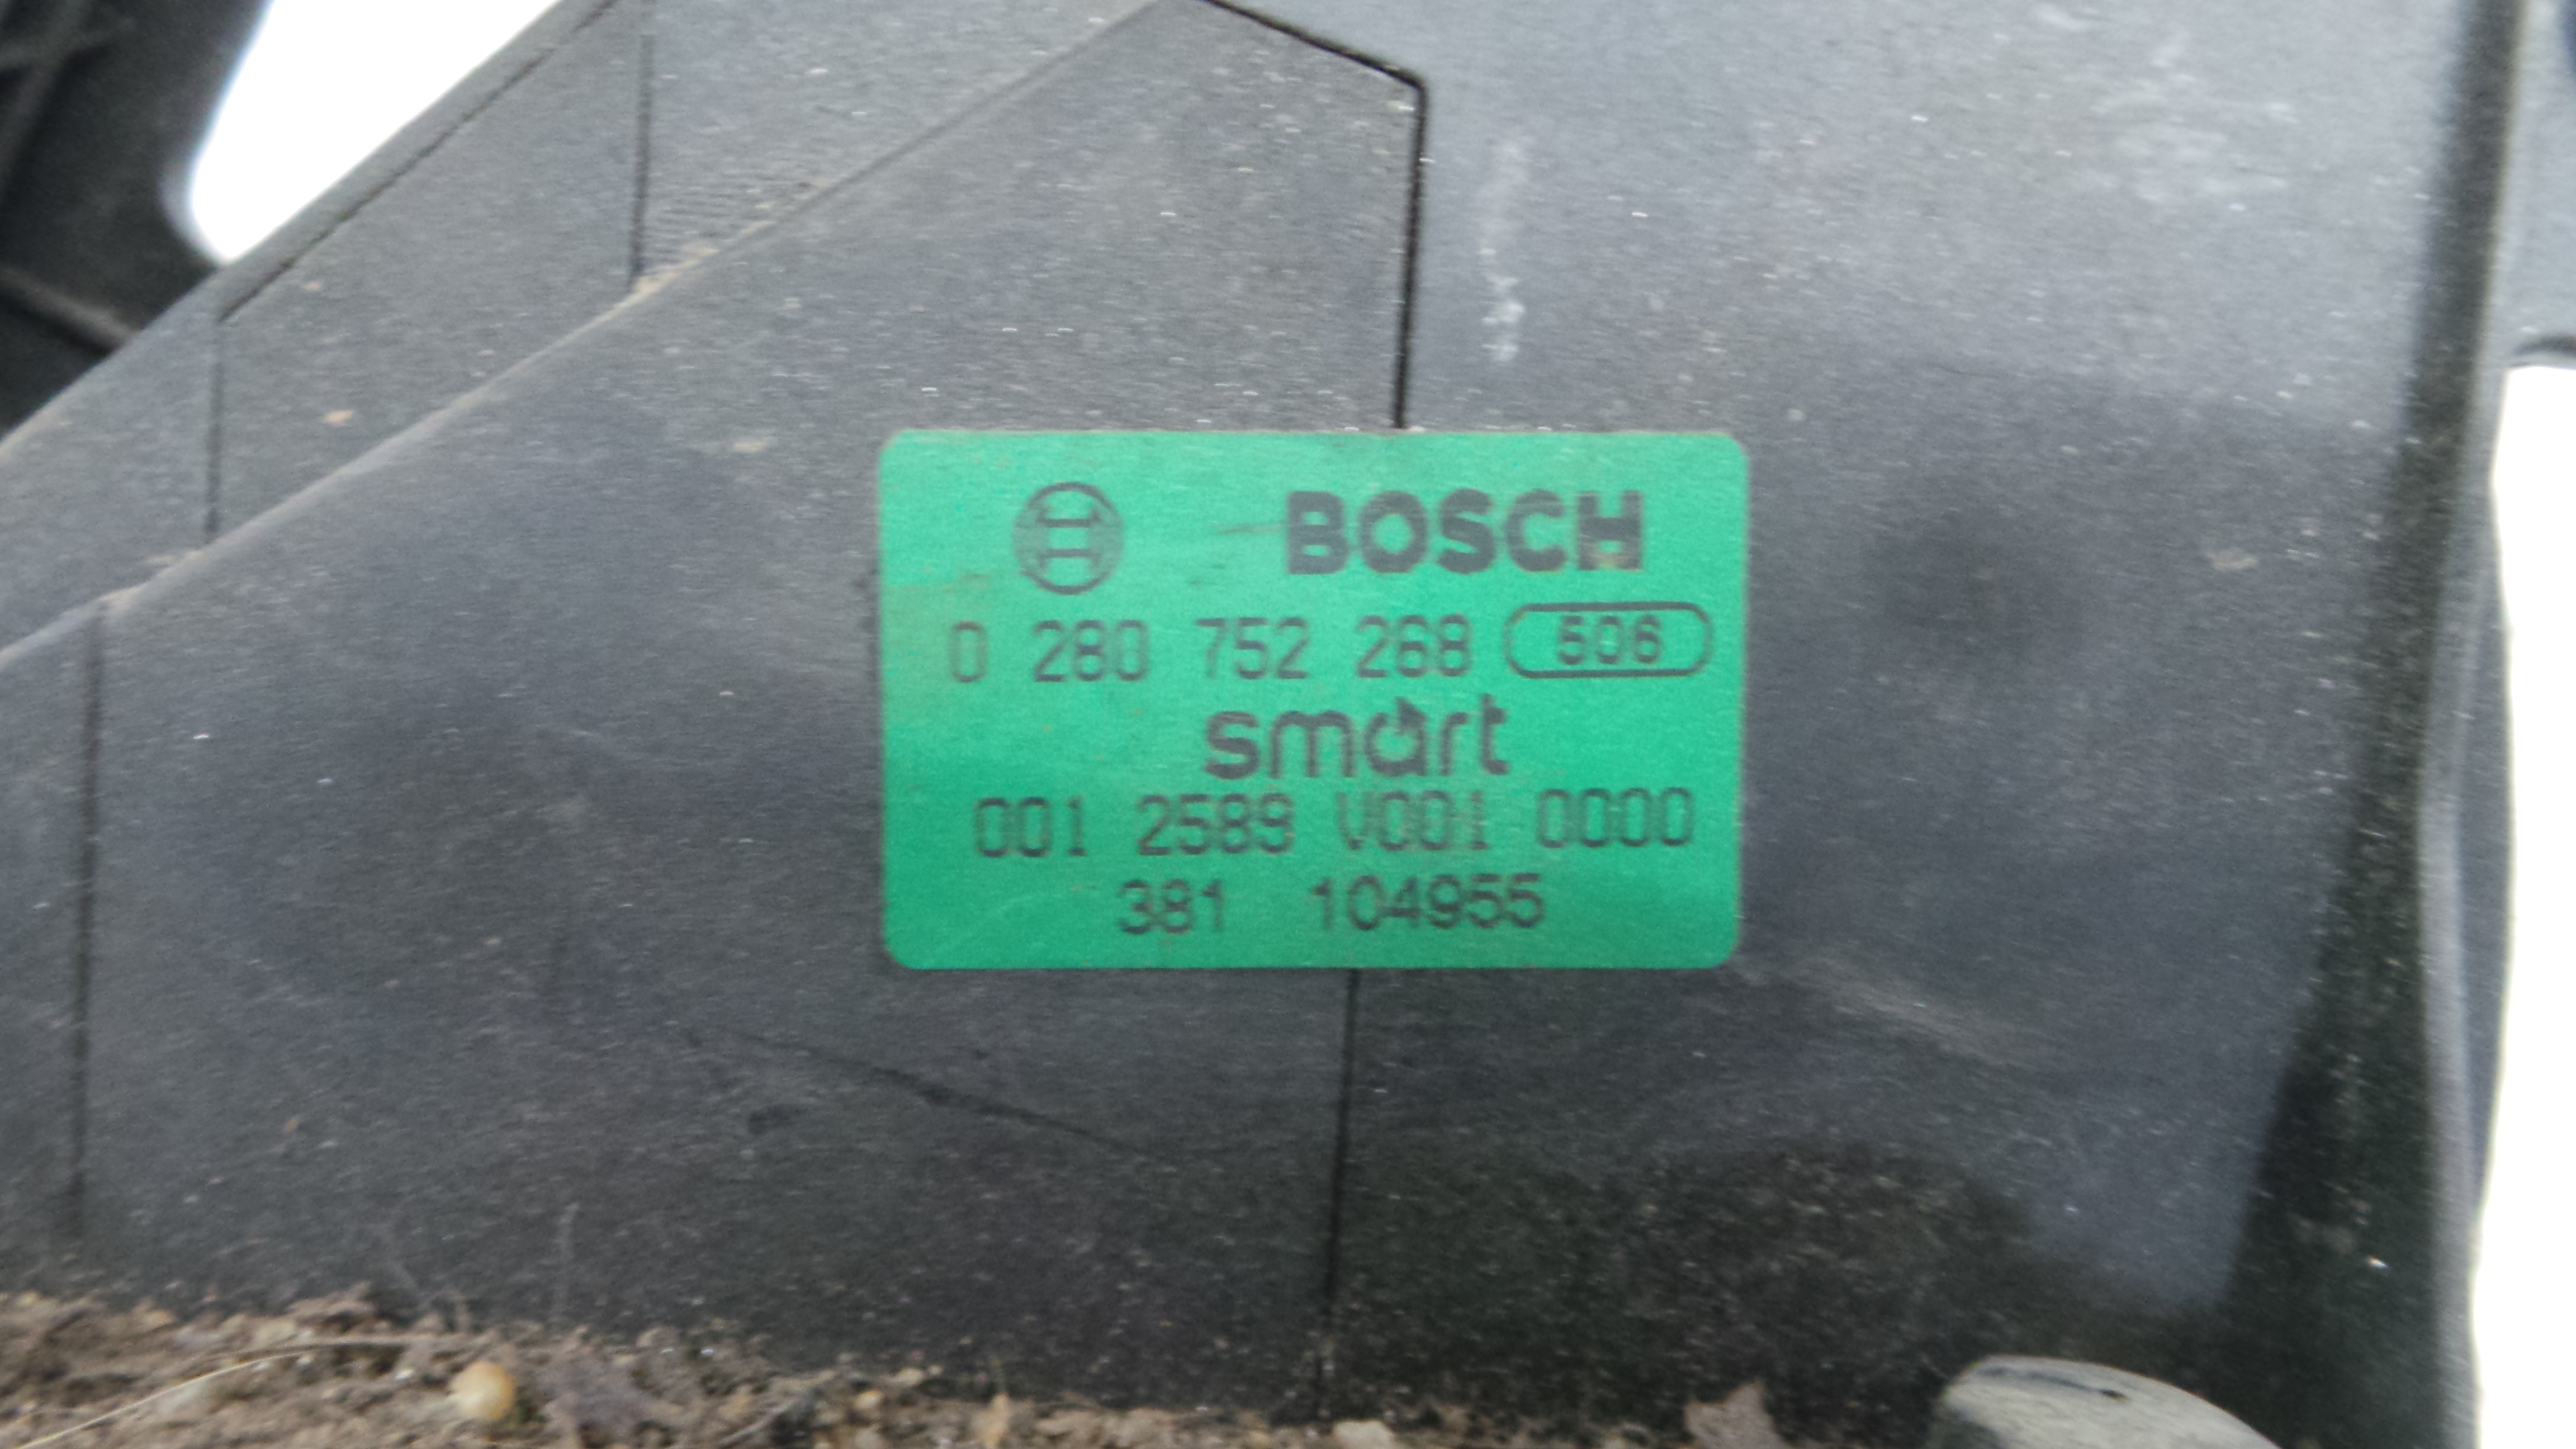 BOSCH
0 280 752 268 506
smart
001 2589 V001 0000
381 104955